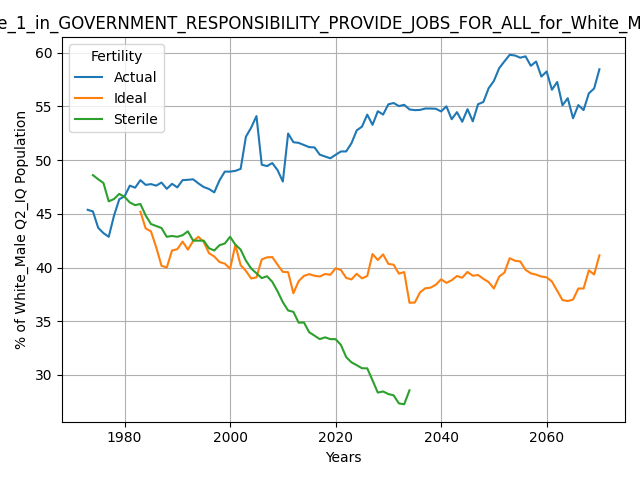 e_1_in_GOVERNMENT_RESPONSIBILITY_PROVIDE_JOBS_FOR_ALL_for_White_M
Fertility
Actual
Ideal
Sterile
% of White_Male Q2_IQ Population
60
55
50
45
40
35
30
1980
2000
2020
2040
2060
Years